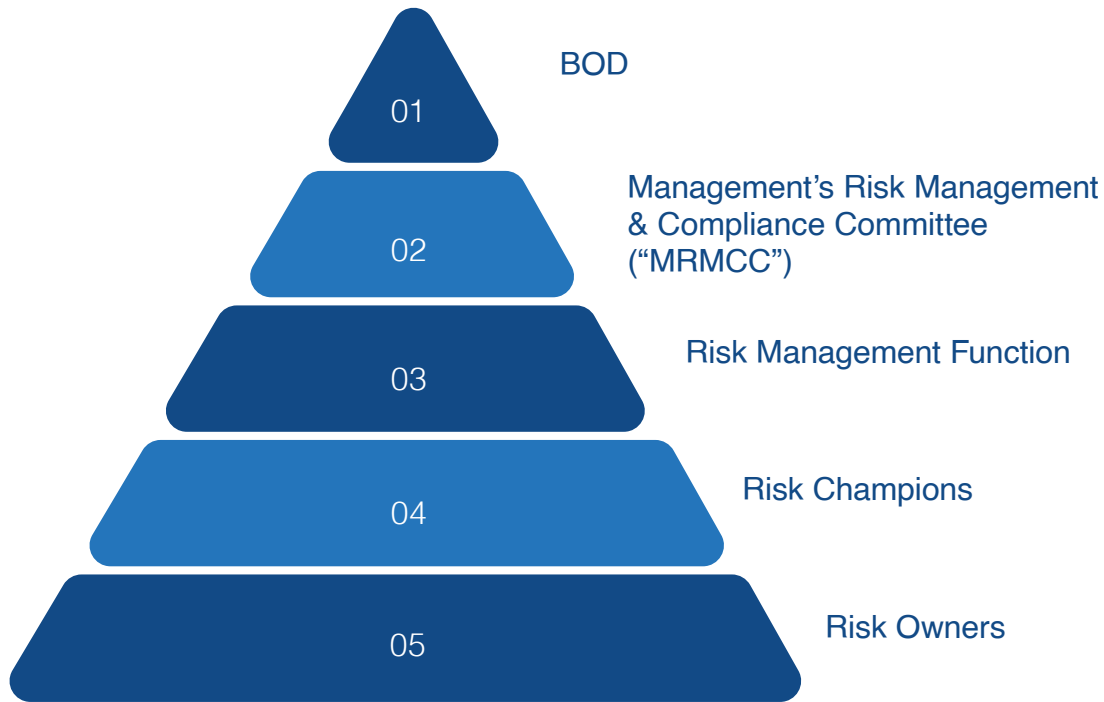 BOD
01
Management’s Risk Management
& Compliance Committee
(“MRMCC”)
02
Risk Management Function
03
Risk Champions
04
Risk Owners
05